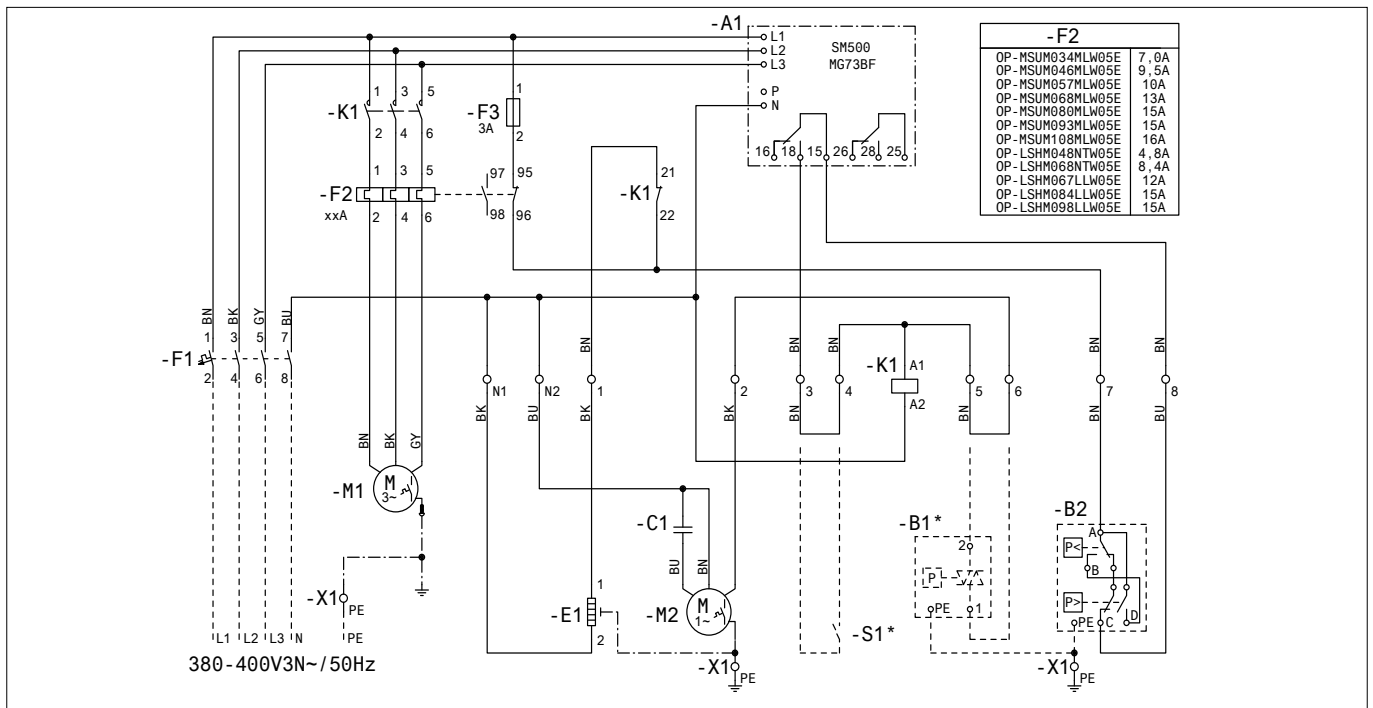 -A1
L1
L2
L3
P
N
SM500
MG73BF
16 18 15 26 28 25
-F2
OP-MSUM034MLW05E 7,0A
OP-MSUM046MLW05E 9,5A
OP-MSUM057MLW05E 10A
OP-MSUM068MLW05E 13A
OP-MSUM080MLW05E 15A
OP-MSUM093MLW05E 15A
OP-MSUM108MLW05E 16A
OP-LSHM048NTW05E 4,8A
OP-LSHM068NTW05E 8,4A
OP-LSHM067LLW05E 12A
OP-LSHM084LLW05E 15A
OP-LSHM098LLW05E 15A
1 3 5
-K1
2 4 6
1
-F3
3A
2
1 3 5
-F2
xxA
2 4 6
97 95
98 96
21
-K1
22
BN BK GY BU
1 3 5 7
-F1
2 4 6 8
BN BN BN BN BN
N1 N2 1 2 3 4
-K1 A1
A2
5 6 7 8
BK BU BK BK BN BN BN BU
BN BK GY
-M1
M
3~
-X1
PE
L1 L2 L3 N PE
380-400V3N~/50Hz
1
-E1
2
-C1
BU BN
-M2
M
1~
-X1
PE
-S1*
-B1*
2
P
PE 1
-B2
A
P<
B
P>
PE C D
-X1
PE